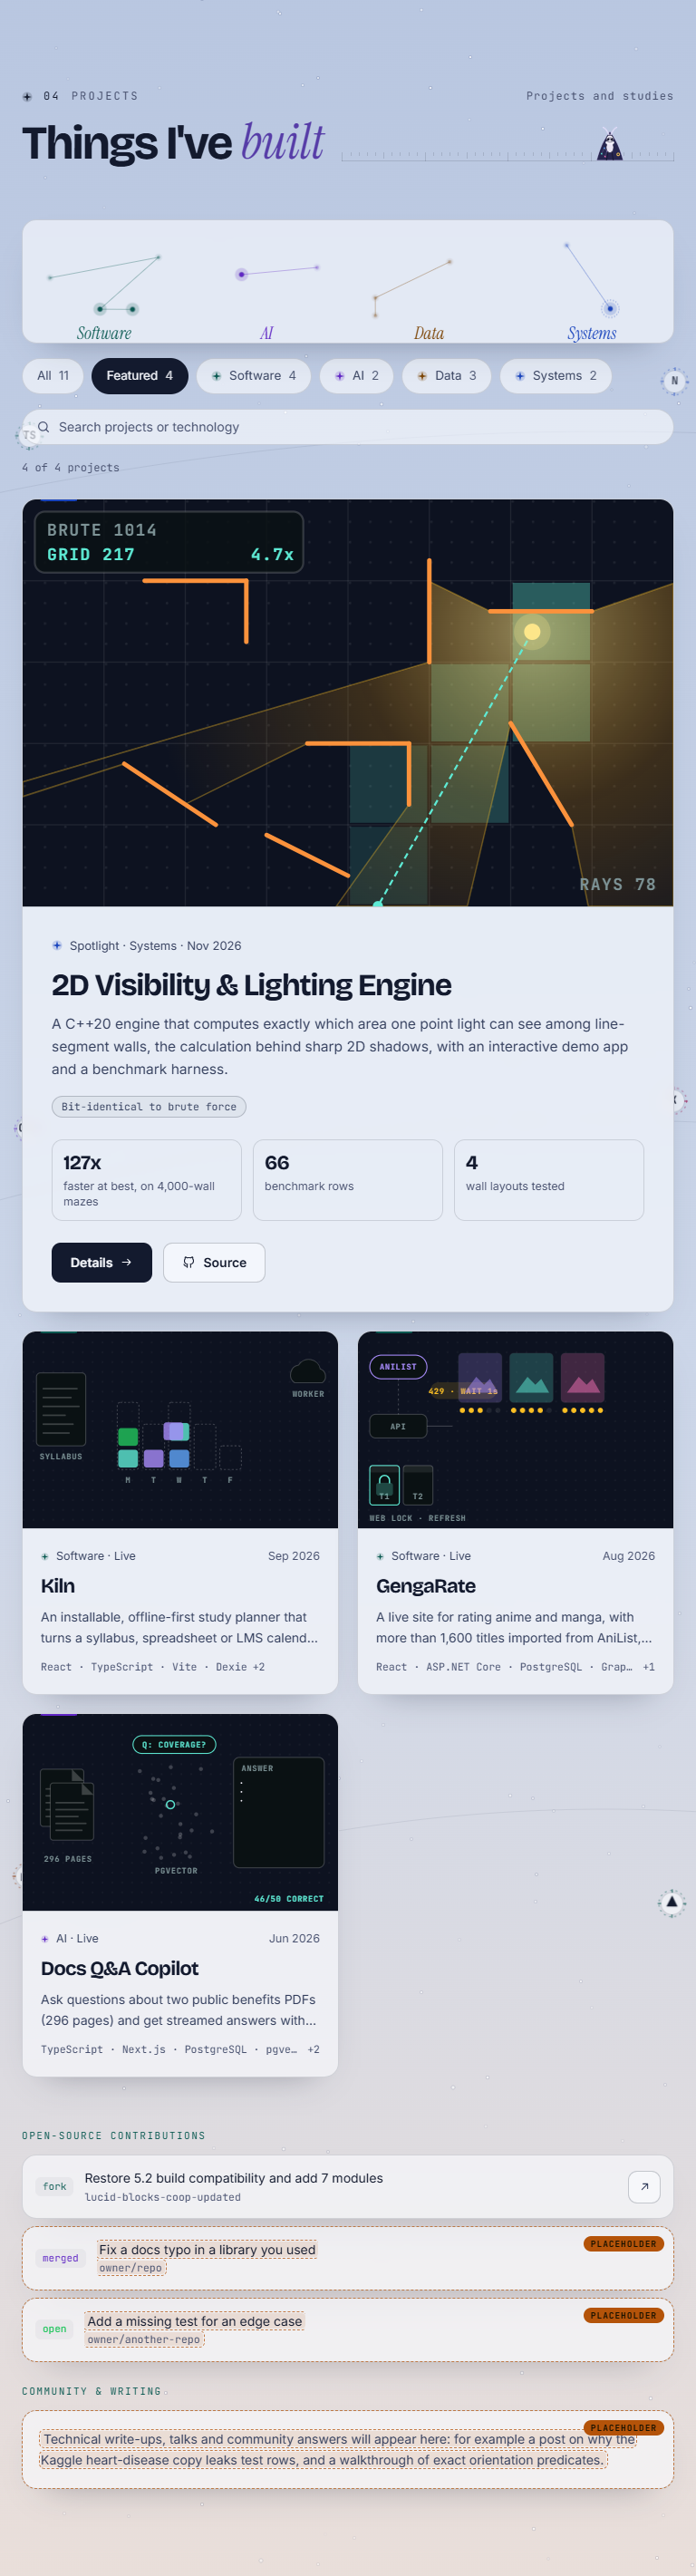 04 PROJECTS
Projects and studies
Things I've built
Software
AI
Data
Systems
All 11
Featured 4
Software 4
AI 2
Data 3
Systems 2
N
TS
Search projects or technology
4 of 4 projects
BRUTE 1014
GRID 217 4.7x
RAYS 78
Spotlight · Systems · Nov 2026
2D Visibility & Lighting Engine
A C++20 engine that computes exactly which area one point light can see among line-
segment walls, the calculation behind sharp 2D shadows, with an interactive demo app
and a benchmark harness.
Bit-identical to brute force
127x
faster at best, on 4,000-wall
mazes
66
benchmark rows
4
wall layouts tested
Details →
Source
SYLLABUS
M T W T F
WORKER
Software · Live
Sep 2026
Kiln
An installable, offline-first study planner that
turns a syllabus, spreadsheet or LMS calend...
React · TypeScript · Vite · Dexie +2
ANILIST
429 · WAIT 1s
API
T1 T2
WEB LOCK · REFRESH
Software · Live
Aug 2026
GengaRate
A live site for rating anime and manga, with
more than 1,600 titles imported from AniList,...
React · ASP.NET Core · PostgreSQL · Grap… +1
Q: COVERAGE?
ANSWER
296 PAGES
PGVECTOR
46/50 CORRECT
AI · Live
Jun 2026
Docs Q&A Copilot
Ask questions about two public benefits PDFs
(296 pages) and get streamed answers with...
TypeScript · Next.js · PostgreSQL · pgve… +2
OPEN-SOURCE CONTRIBUTIONS
fork
Restore 5.2 build compatibility and add 7 modules
lucid-blocks-coop-updated
PLACEHOLDER
merged
Fix a docs typo in a library you used
owner/repo
PLACEHOLDER
open
Add a missing test for an edge case
owner/another-repo
COMMUNITY & WRITING
PLACEHOLDER
Technical write-ups, talks and community answers will appear here: for example a post on why the
Kaggle heart-disease copy leaks test rows, and a walkthrough of exact orientation predicates.